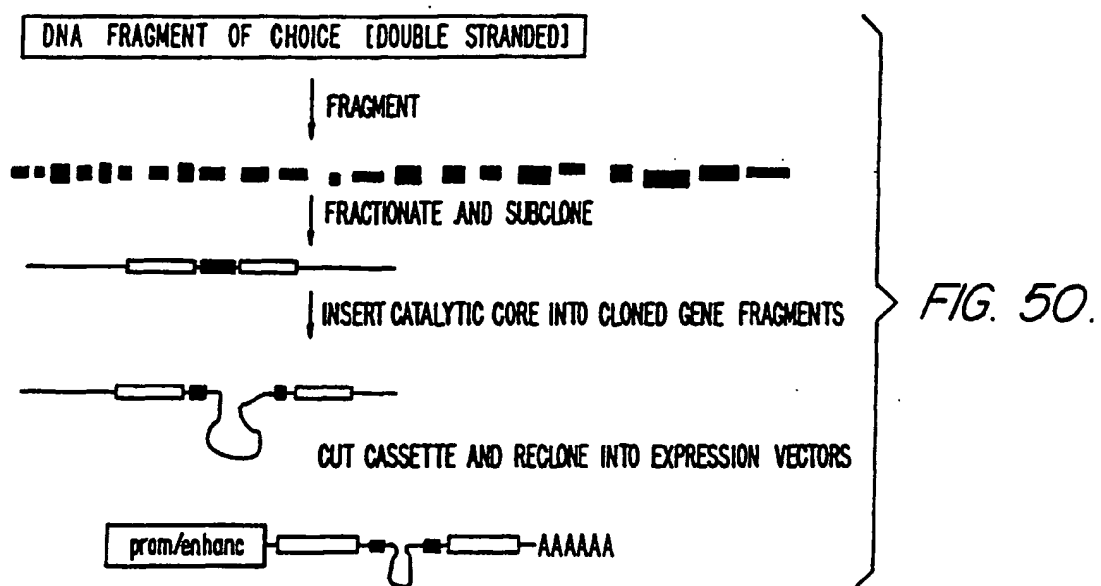 DNA FRAGMENT OF CHOICE [DOUBLE STRANDED]
FRAGMENT
FRACTIONATE AND SUBCLONE
INSERT CATALYTIC CORE INTO CLONED GENE FRAGMENTS
FIG. 50.
CUT CASSETTE AND RECLONE INTO EXPRESSION VECTORS
prom/enhanc
AAAAAA